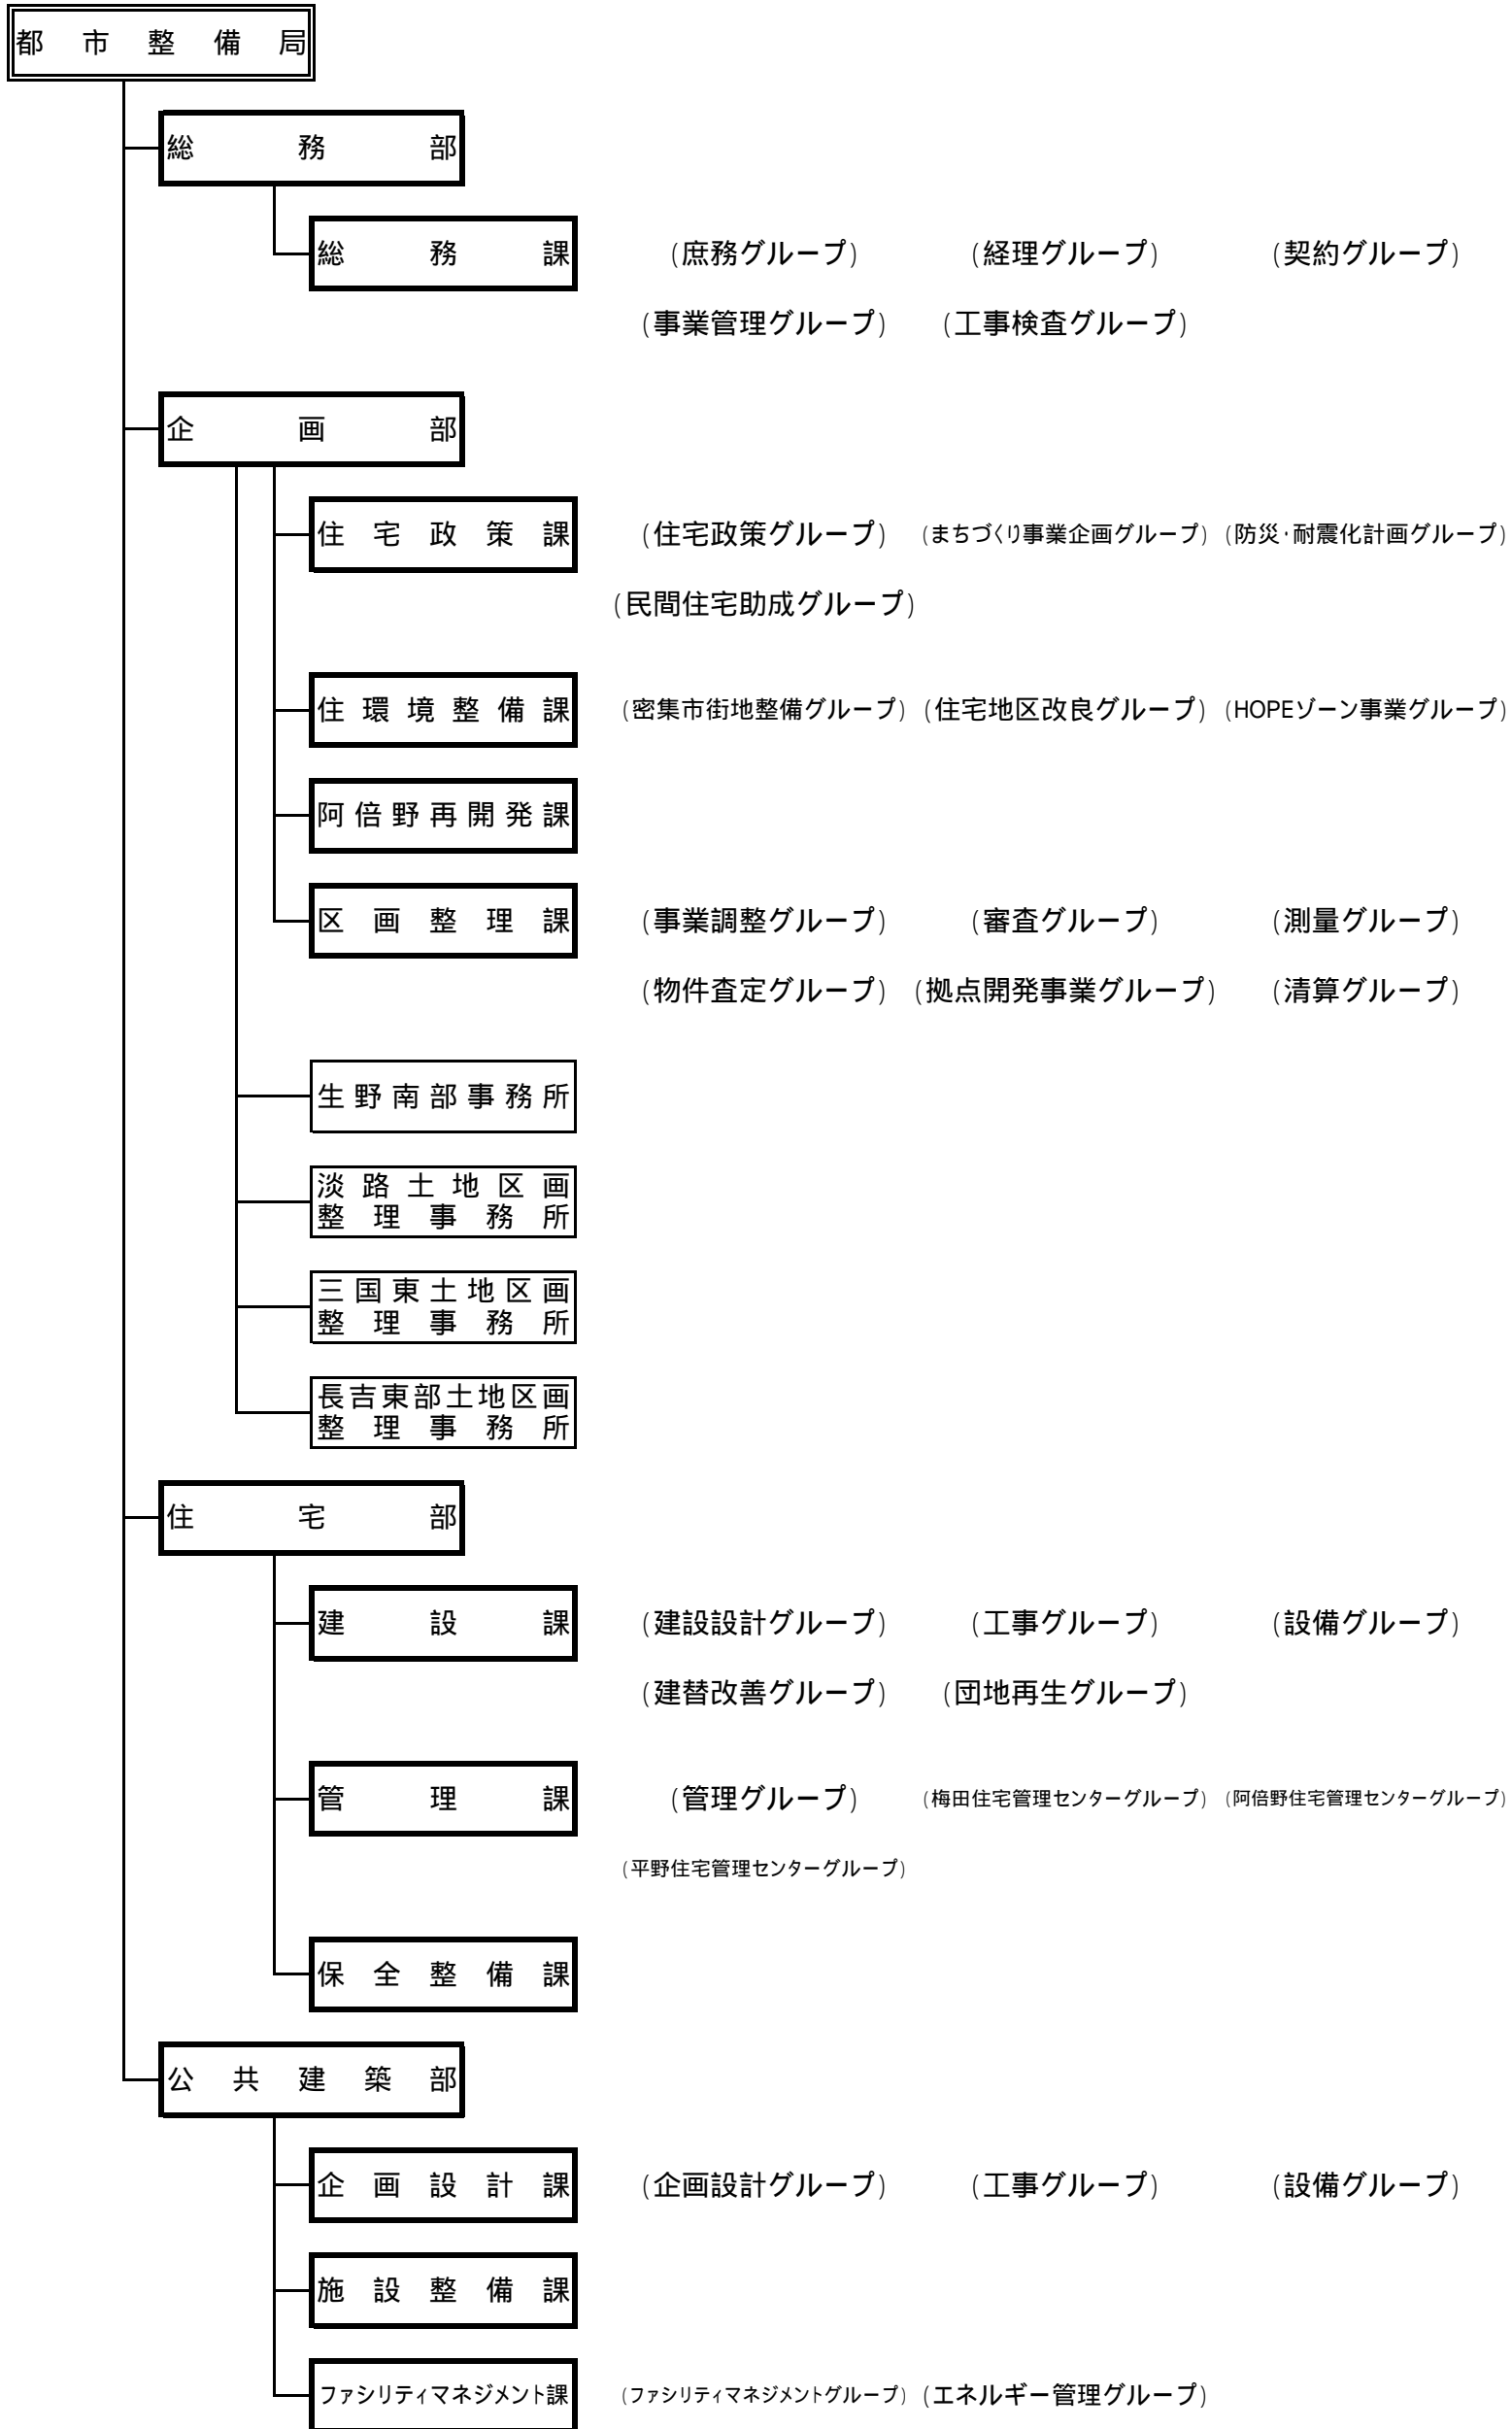 都市整備局
総務部
総務課 (庶務グループ) (経理グループ) (契約グループ)
(事業管理グループ) (工事検査グループ)
企画部
住宅政策課 (住宅政策グループ) (まちづくり事業企画グループ) (防災・耐震化計画グループ)
(民間住宅助成グループ)
住環境整備課 (密集市街地整備グループ) (住宅地区改良グループ) (HOPEゾーン事業グループ)
阿倍野再開発課
区画整理課 (事業調整グループ) (審査グループ) (測量グループ)
(物件査定グループ) (拠点開発事業グループ) (清算グループ)
生野南部事務所
淡路土地区画
整理事務所
三国東土地区画
整理事務所
長吉東部土地区画
整理事務所
住宅部
建設課 (建設設計グループ) (工事グループ) (設備グループ)
(建替改善グループ) (団地再生グループ)
管理課 (管理グループ) (梅田住宅管理センターグループ) (阿倍野住宅管理センターグループ)
(平野住宅管理センターグループ)
保全整備課
公共建築部
企画設計課 (企画設計グループ) (工事グループ) (設備グループ)
施設整備課
ファシリティマネジメント課 (ファシリティマネジメントグループ) (エネルギー管理グループ)